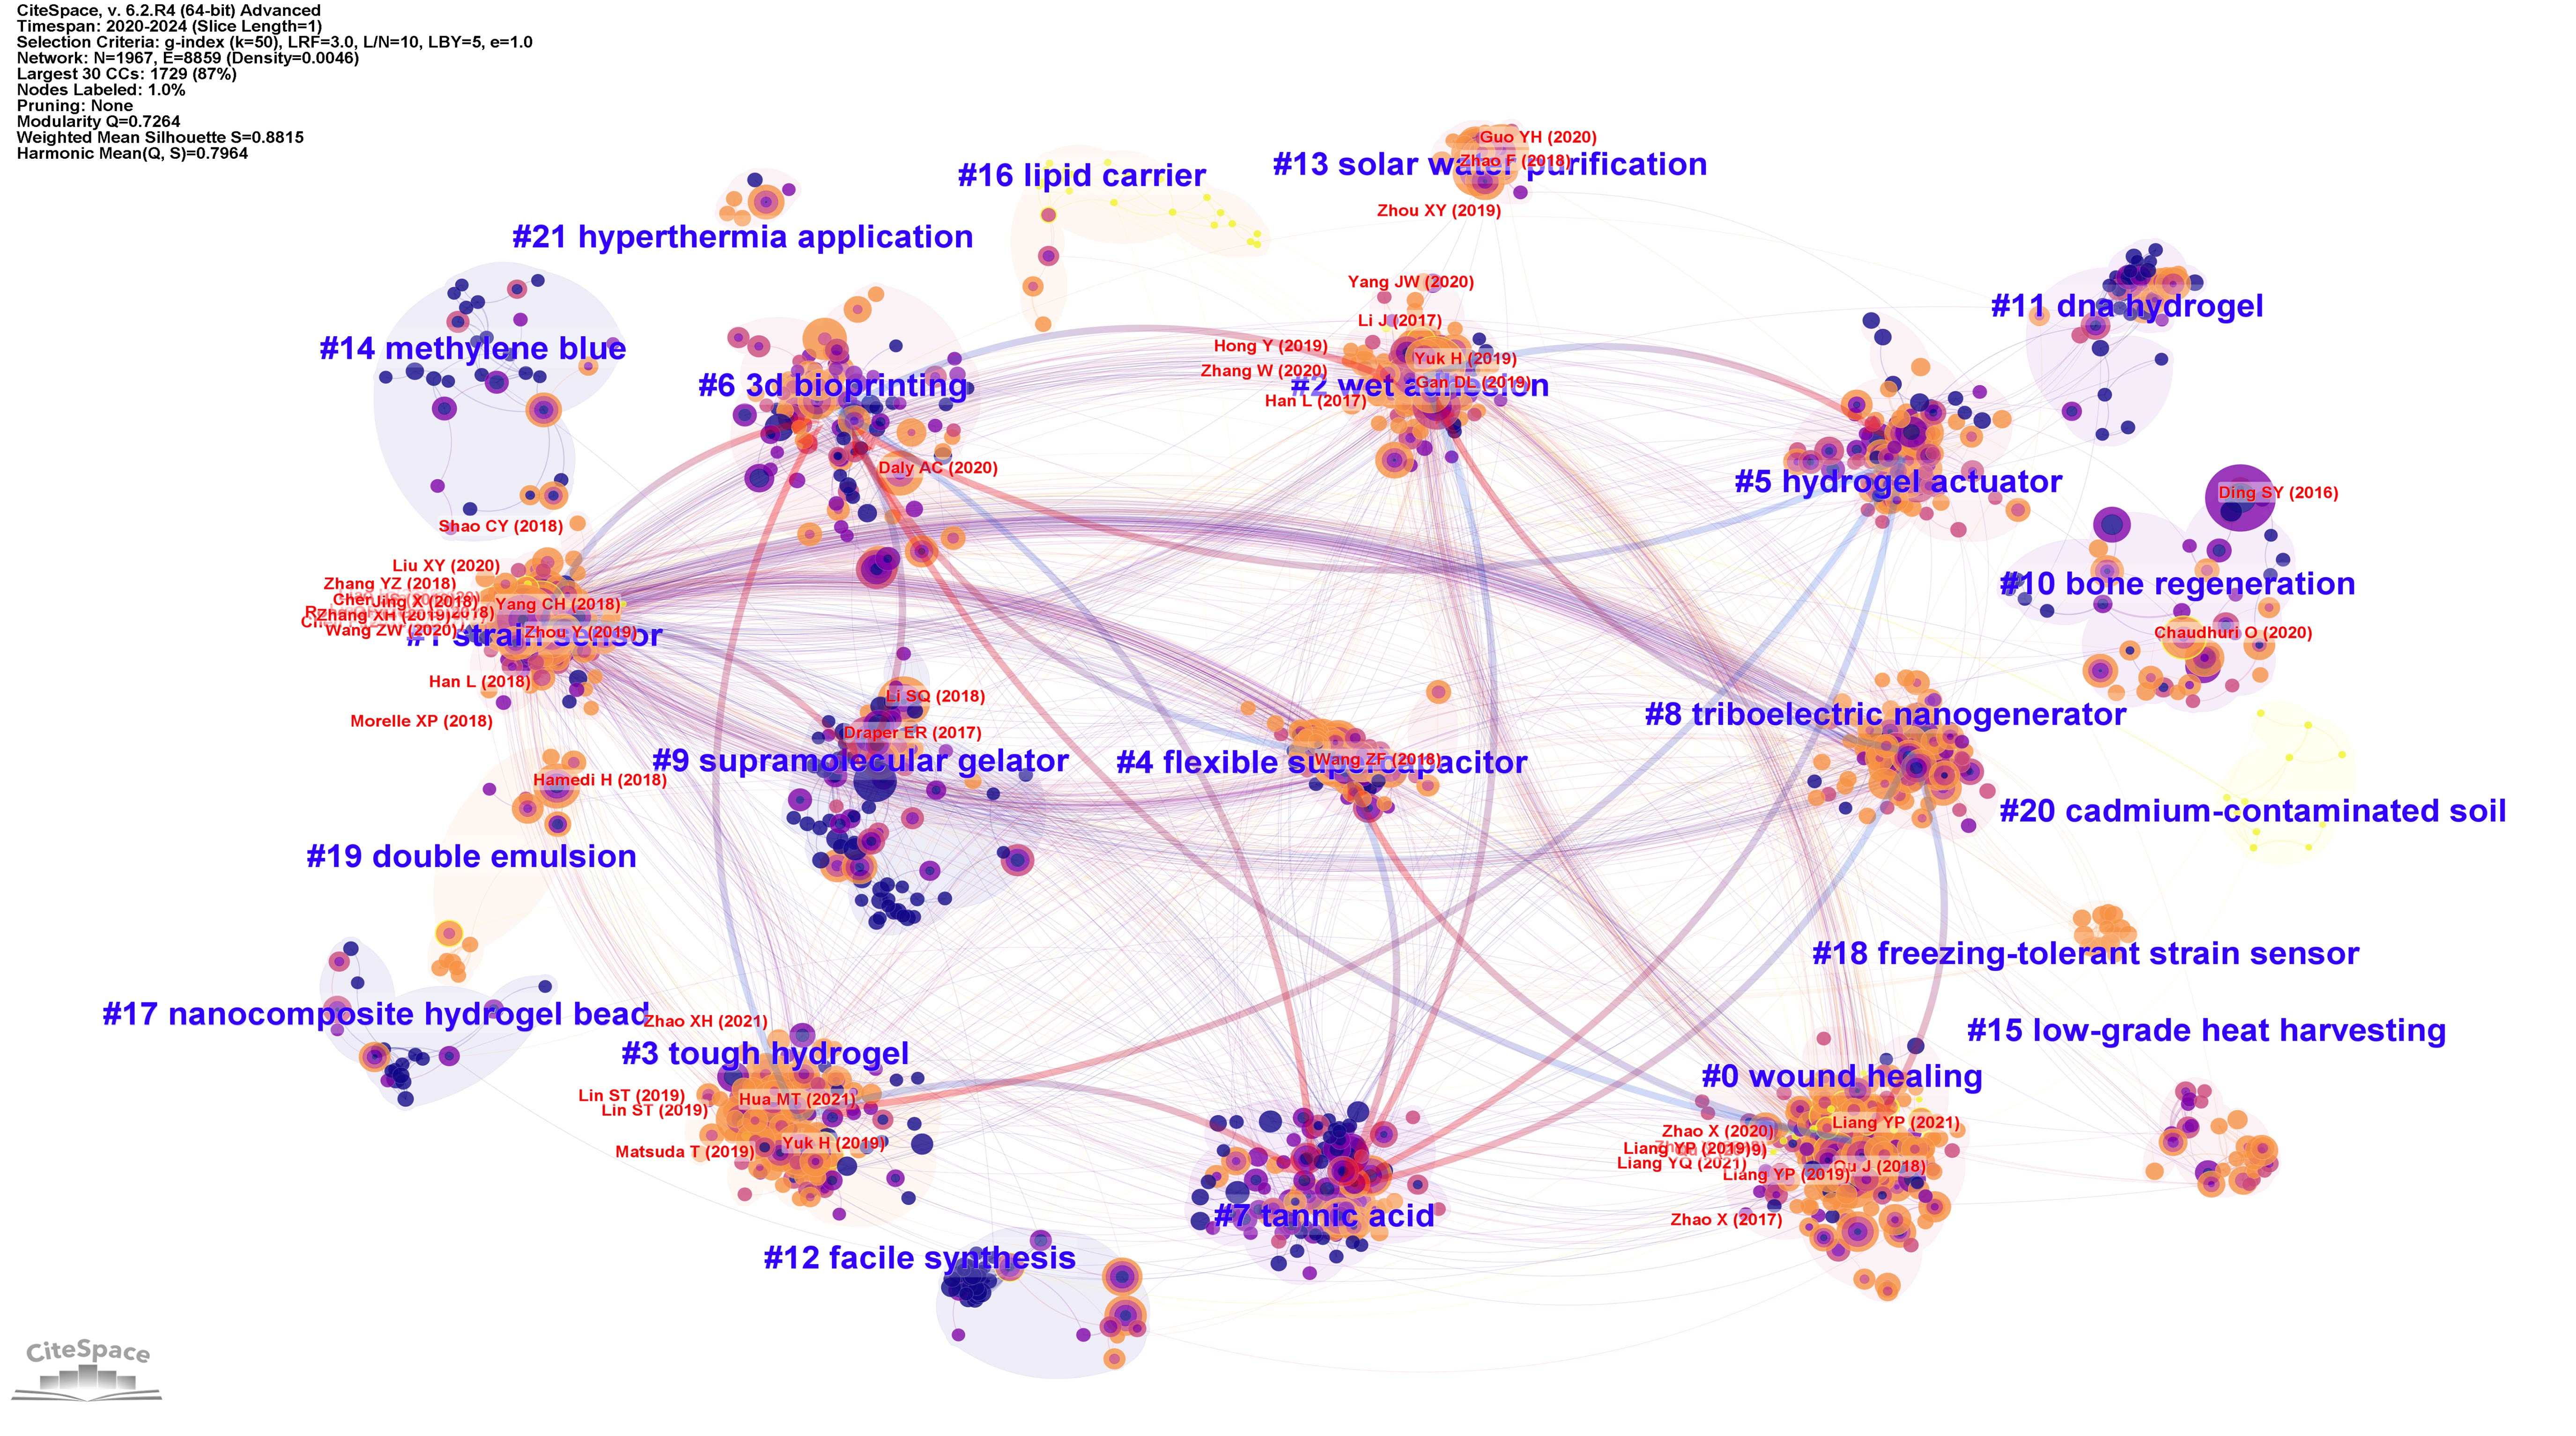 CiteSpace, v. 6.2.R4 (64-bit) Advanced
Timespan: 2020-2024 (Slice Length=1)
Selection Criteria: g-index (k=50), LRF=3.0, L/N=10, LBY=5, e=1.0
Network: N=1967, E=8859 (Density=0.0046)
Largest 30 CCs: 1729 (87%)
Nodes Labeled: 1.0%
Pruning: None
Modularity Q=0.7264
Weighted Mean Silhouette S=0.8815
Harmonic Mean(Q, S)=0.7964
Guo YH (2020)
Zhao F (2018)
#13 solar water purification
#16 lipid carrier
Zhou XY (2019)
#21 hyperthermia application
Yang JW (2020)
#11 dna hydrogel
Li J (2017)
Hong Y (2019)
#14 methylene blue
Yuk H (2019)
Zhang W (2020)
Gan DL (2019)
#6 3d bioprinting
#2 wet adhesion
Han L (2017)
Daly AC (2020)
#5 hydrogel actuator
Ding SY (2016)
Shao CY (2018)
Liu XY (2020)
Zhang YZ (2018)
#10 bone regeneration
Jing X (2018)
Yang CH (2018)
Zhang XH (2019)
Wang ZW (2020)
Zhou Y (2019)
#1 strain sensor
Chaudhuri O (2020)
Han L (2018)
Li SQ (2018)
Morelle XP (2018)
#8 triboelectric nanogenerator
Draper ER (2017)
#9 supramolecular gelator
#4 flexible supercapacitor
Wang ZF (2018)
Hamedi H (2018)
#20 cadmium-contaminated soil
#19 double emulsion
#18 freezing-tolerant strain sensor
#17 nanocomposite hydrogel bead
Zhao XH (2021)
#15 low-grade heat harvesting
#3 tough hydrogel
#0 wound healing
Lin ST (2019)
Hua MT (2021)
Lin ST (2019)
Liang YP (2021)
Zhao X (2020)
Yuk H (2019)
Matsuda T (2019)
Liang YP (2019)
Liang YQ (2021)
Qu J (2018)
Liang YP (2019)
#7 tannic acid
Zhao X (2017)
#12 facile synthesis
CiteSpace